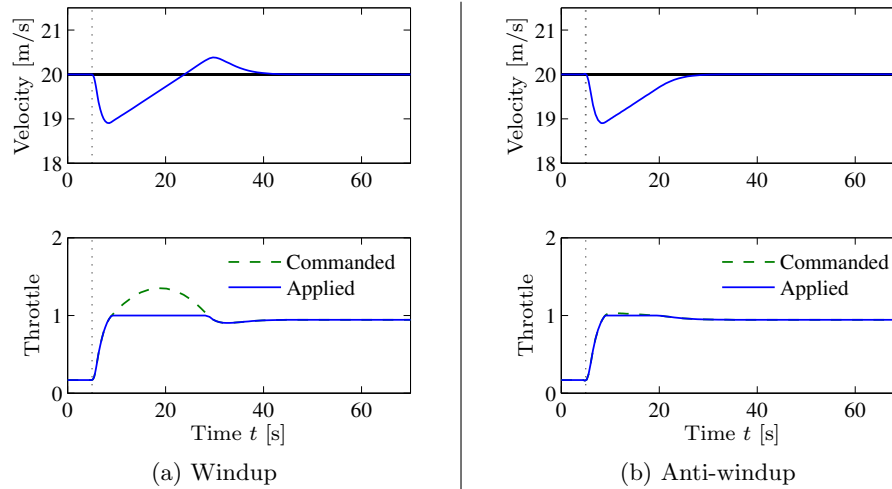 Velocity [m/s]
21
20
19
18
0
20
40
60
Throttle
2
1
0
Commanded
Applied
0
20
40
60
Time t [s]
(a) Windup
Velocity [m/s]
21
20
19
18
0
20
40
60
Throttle
2
1
0
Commanded
Applied
0
20
40
60
Time t [s]
(b) Anti-windup